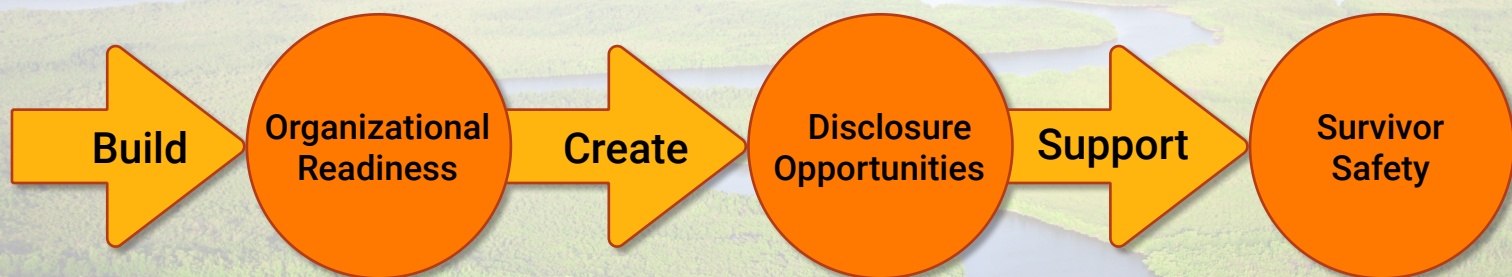 Build
Organizational
Readiness
Create
Disclosure
Opportunities
Support
Survivor
Safety